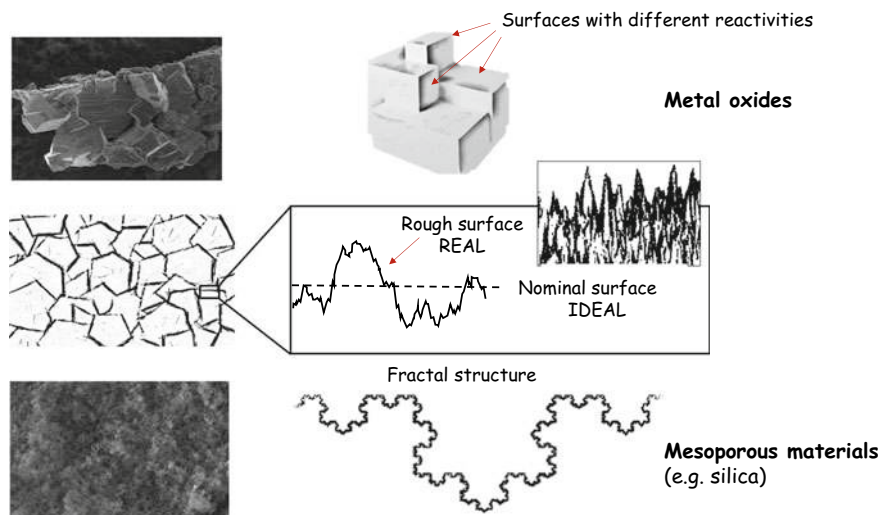 Surfaces with different reactivities
Metal oxides
Rough surface
REAL
Nominal surface
IDEAL
Fractal structure
Mesoporous materials
(e.g. silica)